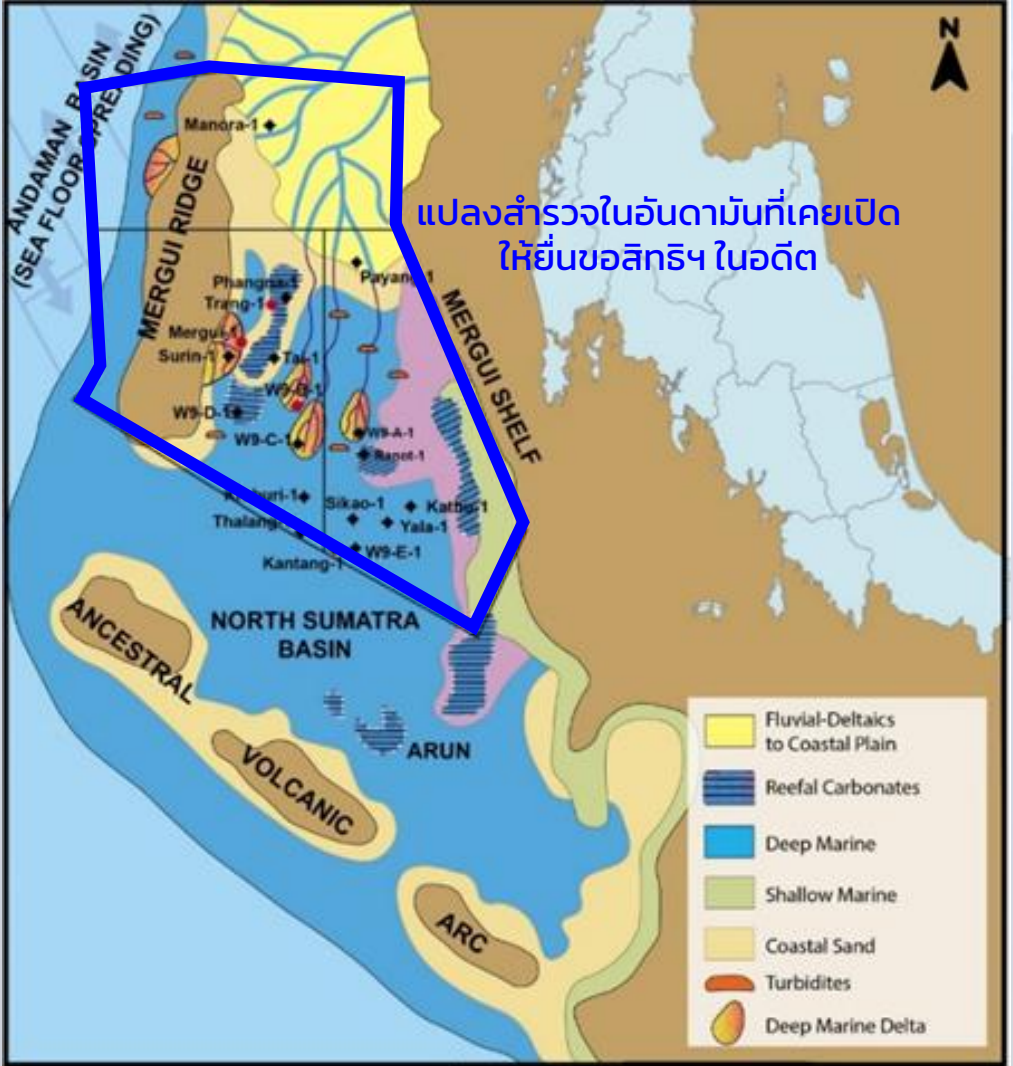 N
ANDAMAN BASIN
(SEA FLOOR SPREADING)
Manora-1
MERGUI RIDGE
แปลงสำรวจในอันดามันที่เคยเปิด
ให้ยื่นขอสิทธิฯ ในอดีต
Payang-1
Phangna-1
Trang-1
MERGUI SHELF
Mergui-1
Surin-1
Tai-1
W9-B-1
W9-D-1
W9-C-1
W9-A-1
Ranot-1
Sikao-1
Kathu-1
Thalang-
Yala-1
W9-E-1
Kantang-1
NORTH SUMATRA
BASIN
ANCESTRAL
VOLCANIC
ARUN
ARC
Fluvial-Deltaics
to Coastal Plain
Reefal Carbonates
Deep Marine
Shallow Marine
Coastal Sand
Turbidites
Deep Marine Delta